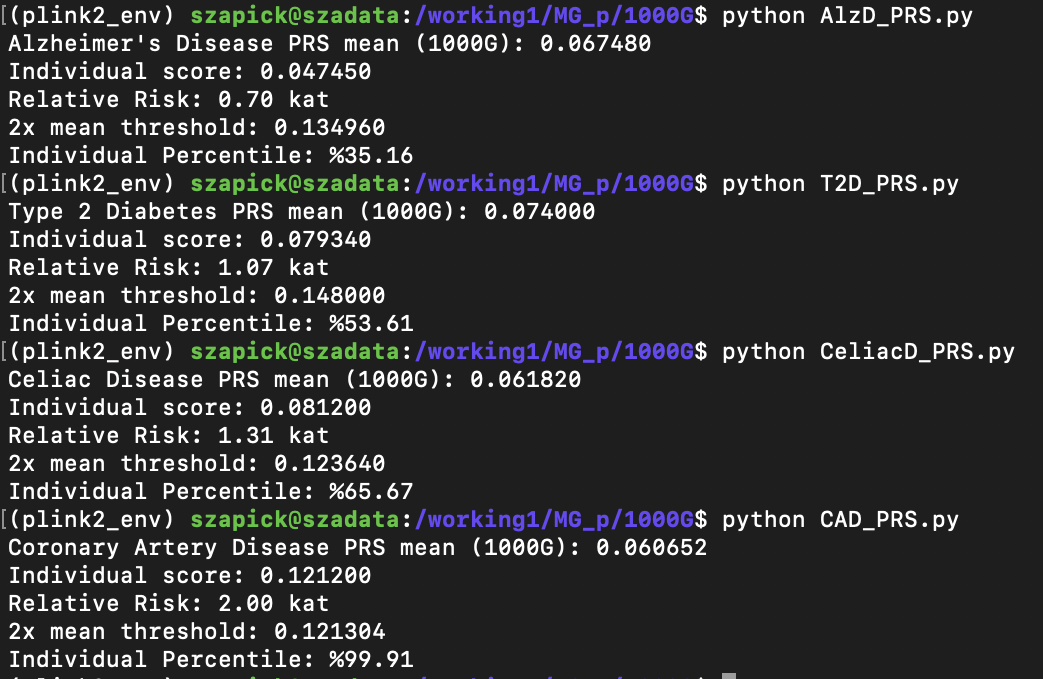 [(plink2_env) szapick@szadata:/working1/MG_p/1000G$ python AlzD_PRS.py
Alzheimer's Disease PRS mean (1000G): 0.067480
Individual score: 0.047450
Relative Risk: 0.70 kat
2x mean threshold: 0.134960
Individual Percentile: %35.16
[(plink2_env) szapick@szadata:/working1/MG_p/1000G$ python T2D_PRS.py
Type 2 Diabetes PRS mean (1000G): 0.074000
Individual score: 0.079340
Relative Risk: 1.07 kat
2x mean threshold: 0.148000
Individual Percentile: %53.61
[(plink2_env) szapick@szadata:/working1/MG_p/1000G$ python CeliacD_PRS.py
Celiac Disease PRS mean (1000G): 0.061820
Individual score: 0.081200
Relative Risk: 1.31 kat
2x mean threshold: 0.123640
Individual Percentile: %65.67
[(plink2_env) szapick@szadata:/working1/MG_p/1000G$ python CAD_PRS.py
Coronary Artery Disease PRS mean (1000G): 0.060652
Individual score: 0.121200
Relative Risk: 2.00 kat
2x mean threshold: 0.121304
Individual Percentile: %99.91